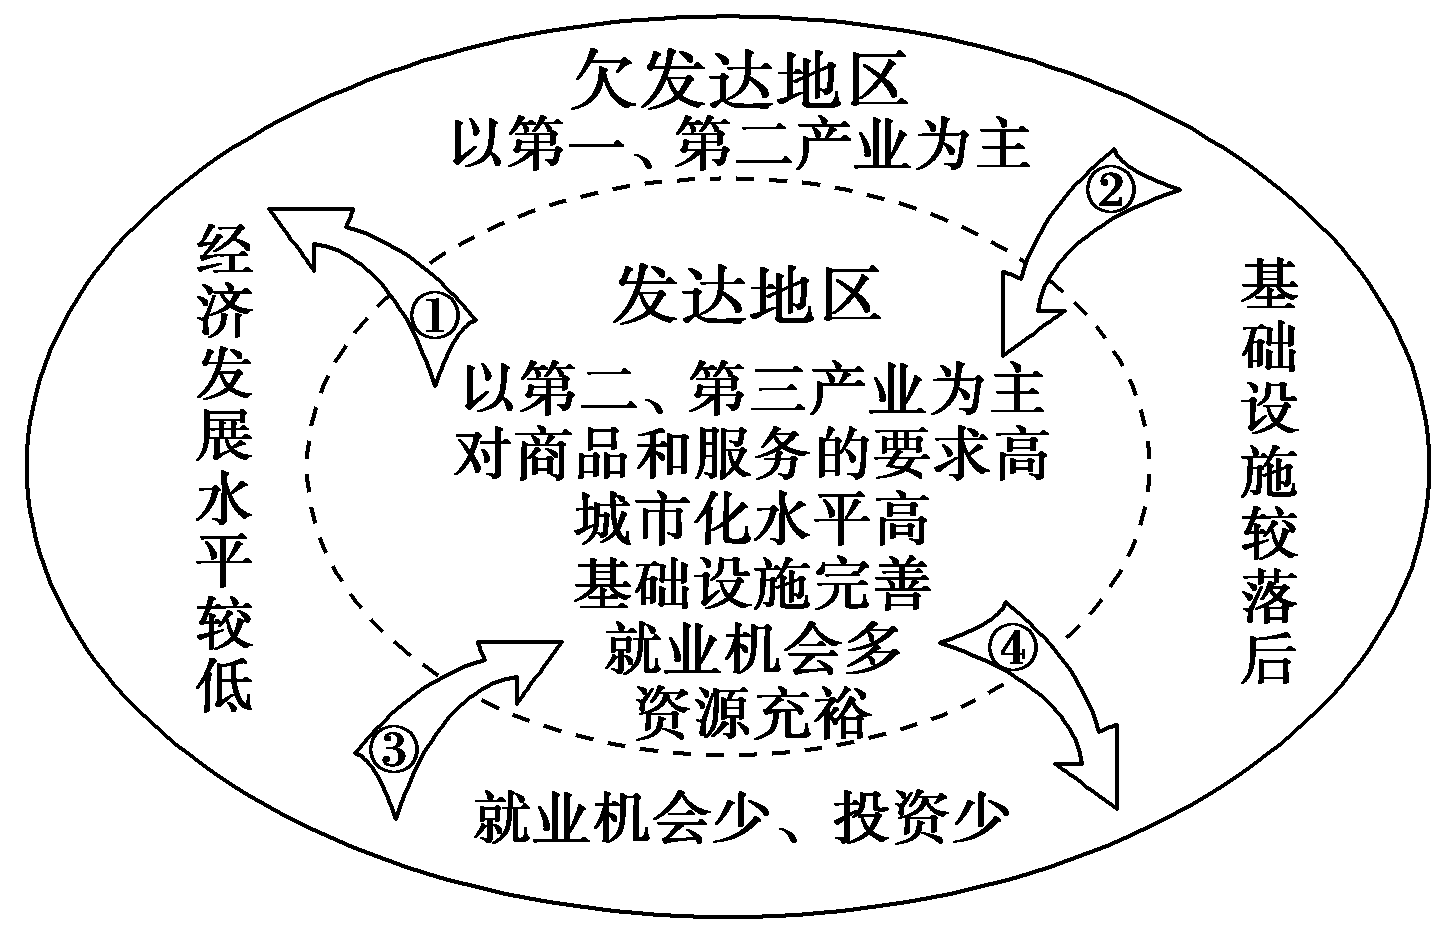 欠发达地区
以第一、第二产业为主
②
①
经济发展水平较低
发达地区
以第二、第三产业为主
对商品和服务的要求高
城市化水平高
基础设施完善
就业机会多
资源充裕
基础设施较落后
④
③
就业机会少、投资少